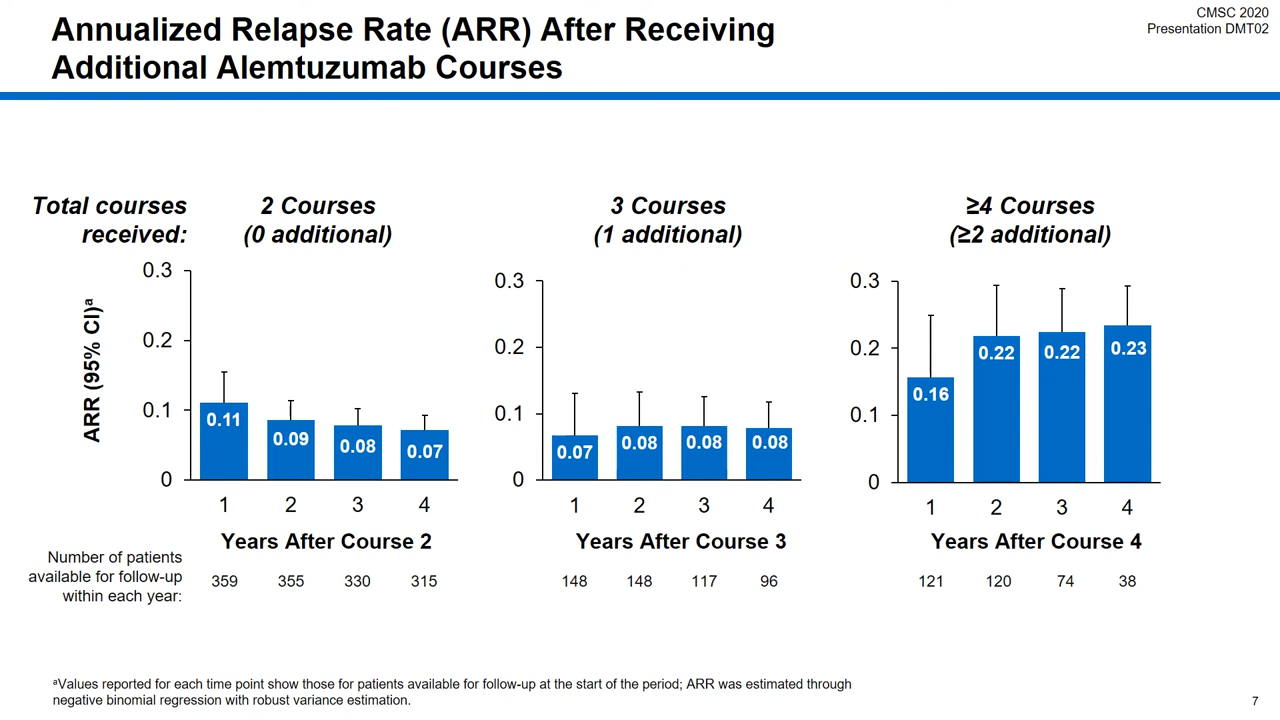 CMSC 2020
Presentation DMT02
Annualized Relapse Rate (ARR) After Receiving
Additional Alemtuzumab Courses
Total courses
received:
2 Courses
(0 additional)
3 Courses
(1 additional)
≥4 Courses
(≥2 additional)
ARR (95% CI)ᵃ
0.3
0.2
0.1
0
0.11
0.09
0.08
0.07
1 2 3 4
Years After Course 2
0.3
0.2
0.1
0
0.07
0.08
0.08
0.08
1 2 3 4
Years After Course 3
0.3
0.2
0.1
0
0.16
0.22
0.22
0.23
1 2 3 4
Years After Course 4
Number of patients
available for follow-up
within each year:
359 355 330 315
148 148 117 96
121 120 74 38
ᵃValues reported for each time point show those for patients available for follow-up at the start of the period; ARR was estimated through
negative binomial regression with robust variance estimation.
7